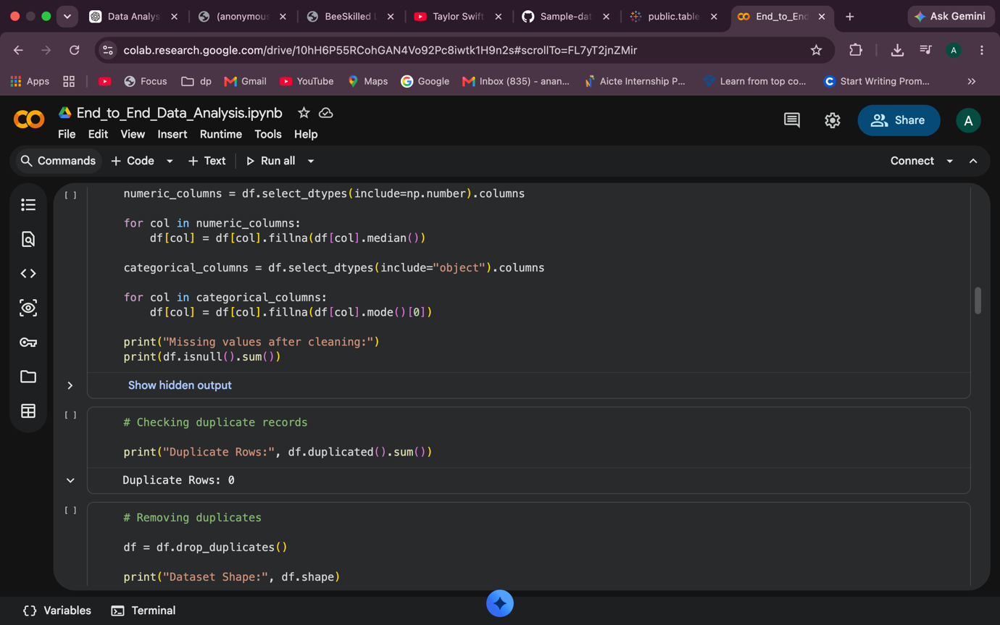 Data Analys
(anonymous
BeeSkilled L
Taylor Swift
Sample-dat
public.table
End_to_End
Ask Gemini
colab.research.google.com/drive/10hH6P55RCohGAN4Vo92Pc8iwtk1H9n2s#scrollTo=FL7yT2jnZMir
A
Apps
Focus
dp
Gmail
YouTube
Maps
Google
Inbox (835) - anan...
Aicte Internship P...
Learn from top co...
Start Writing Prom...
End_to_End_Data_Analysis.ipynb
File Edit View Insert Runtime Tools Help
Share
A
Commands + Code + Text Run all
Connect
[ ]
numeric_columns = df.select_dtypes(include=np.number).columns
for col in numeric_columns:
    df[col] = df[col].fillna(df[col].median())
categorical_columns = df.select_dtypes(include="object").columns
for col in categorical_columns:
    df[col] = df[col].fillna(df[col].mode()[0])
print("Missing values after cleaning:")
print(df.isnull().sum())
Show hidden output
[ ]
# Checking duplicate records
print("Duplicate Rows:", df.duplicated().sum())
Duplicate Rows: 0
[ ]
# Removing duplicates
df = df.drop_duplicates()
print("Dataset Shape:", df.shape)
Variables
Terminal